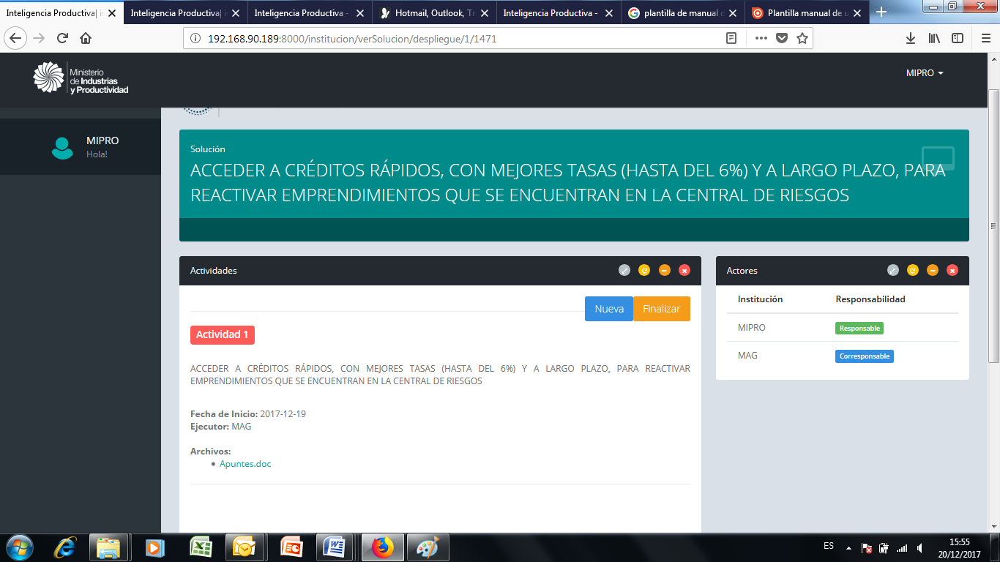 Inteligencia Productiva| i
Inteligencia Productiva| i
Inteligencia Productiva -
Hotmail, Outlook, Tr
Inteligencia Productiva -
plantilla de manual d
Plantilla manual de u
192.168.90.189:8000/institucion/verSolucion/despliegue/1/1471
Ministerio
de Industrias
y Productividad
MIPRO
MIPRO
Hola!
Solución
ACCEDER A CRÉDITOS RÁPIDOS, CON MEJORES TASAS (HASTA DEL 6%) Y A LARGO PLAZO, PARA
REACTIVAR EMPRENDIMIENTOS QUE SE ENCUENTRAN EN LA CENTRAL DE RIESGOS
Actividades
Nueva
Finalizar
Actividad 1
ACCEDER A CRÉDITOS RÁPIDOS, CON MEJORES TASAS (HASTA DEL 6%) Y A LARGO PLAZO, PARA REACTIVAR
EMPRENDIMIENTOS QUE SE ENCUENTRAN EN LA CENTRAL DE RIESGOS
Fecha de Inicio: 2017-12-19
Ejecutor: MAG
Archivos:
Apuntes.doc
Actores
Institución Responsabilidad
MIPRO Responsable
MAG Corresponsable
ES
15:55
20/12/2017